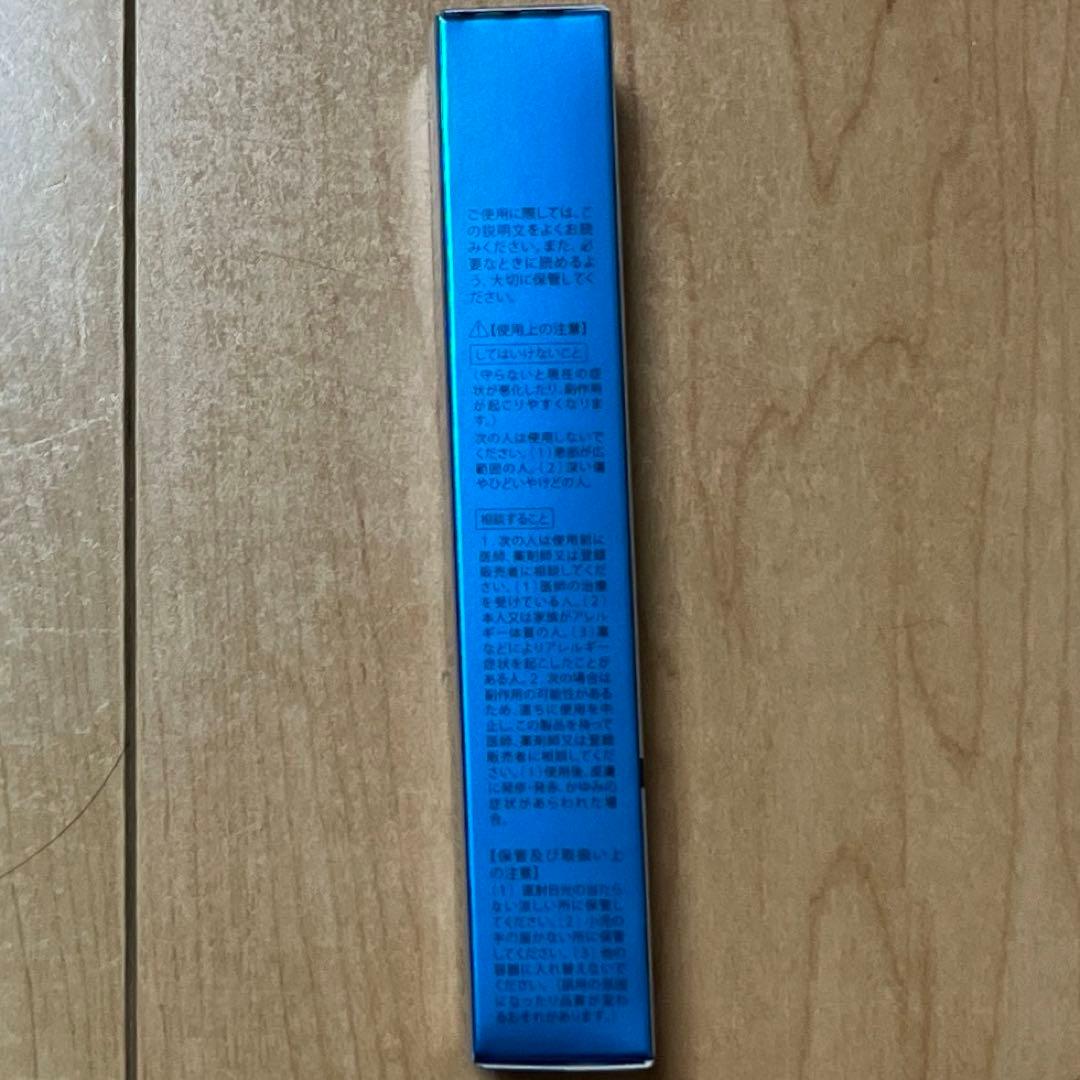 ご使用に際しては、こ
の説明文をよくお読
みください。また、必
要なときに読めるよ
う、大切に保管してく
ださい。
⚠【使用上の注意】
してはいけないこと
(守らないと現在の症
状が悪化したり、副作用
が起こりやすくなりま
す。)
次の人は使用しないで
ください。(1)患部が広
範囲の人。(2)深い傷
やひどいやけどの人。
相談すること
1.次の人は使用前に
医師、薬剤師又は登録
販売者に相談してくだ
さい。(1)医師の治療
を受けている人。(2)
本人又は家族がアレル
ギー体質の人。(3)薬
などによりアレルギー
症状を起こしたことが
ある人。2.次の場合は
副作用の可能性がある
ため、直ちに使用を中
止し、この製品を持って
医師、薬剤師又は登録
販売者に相談してくだ
さい。(1)使用後、皮膚
に発疹・発赤、かゆみの
症状があらわれた場
合。
【保管及び取扱い上
の注意】
(1)直射日光の当たら
ない涼しい所に保管し
てください。(2)小児の
手の届かない所に保管
してください。(3)他の
容器に入れ替えないで
ください。(誤用の原因
になったり品質が変わ
るおそれがあります。)